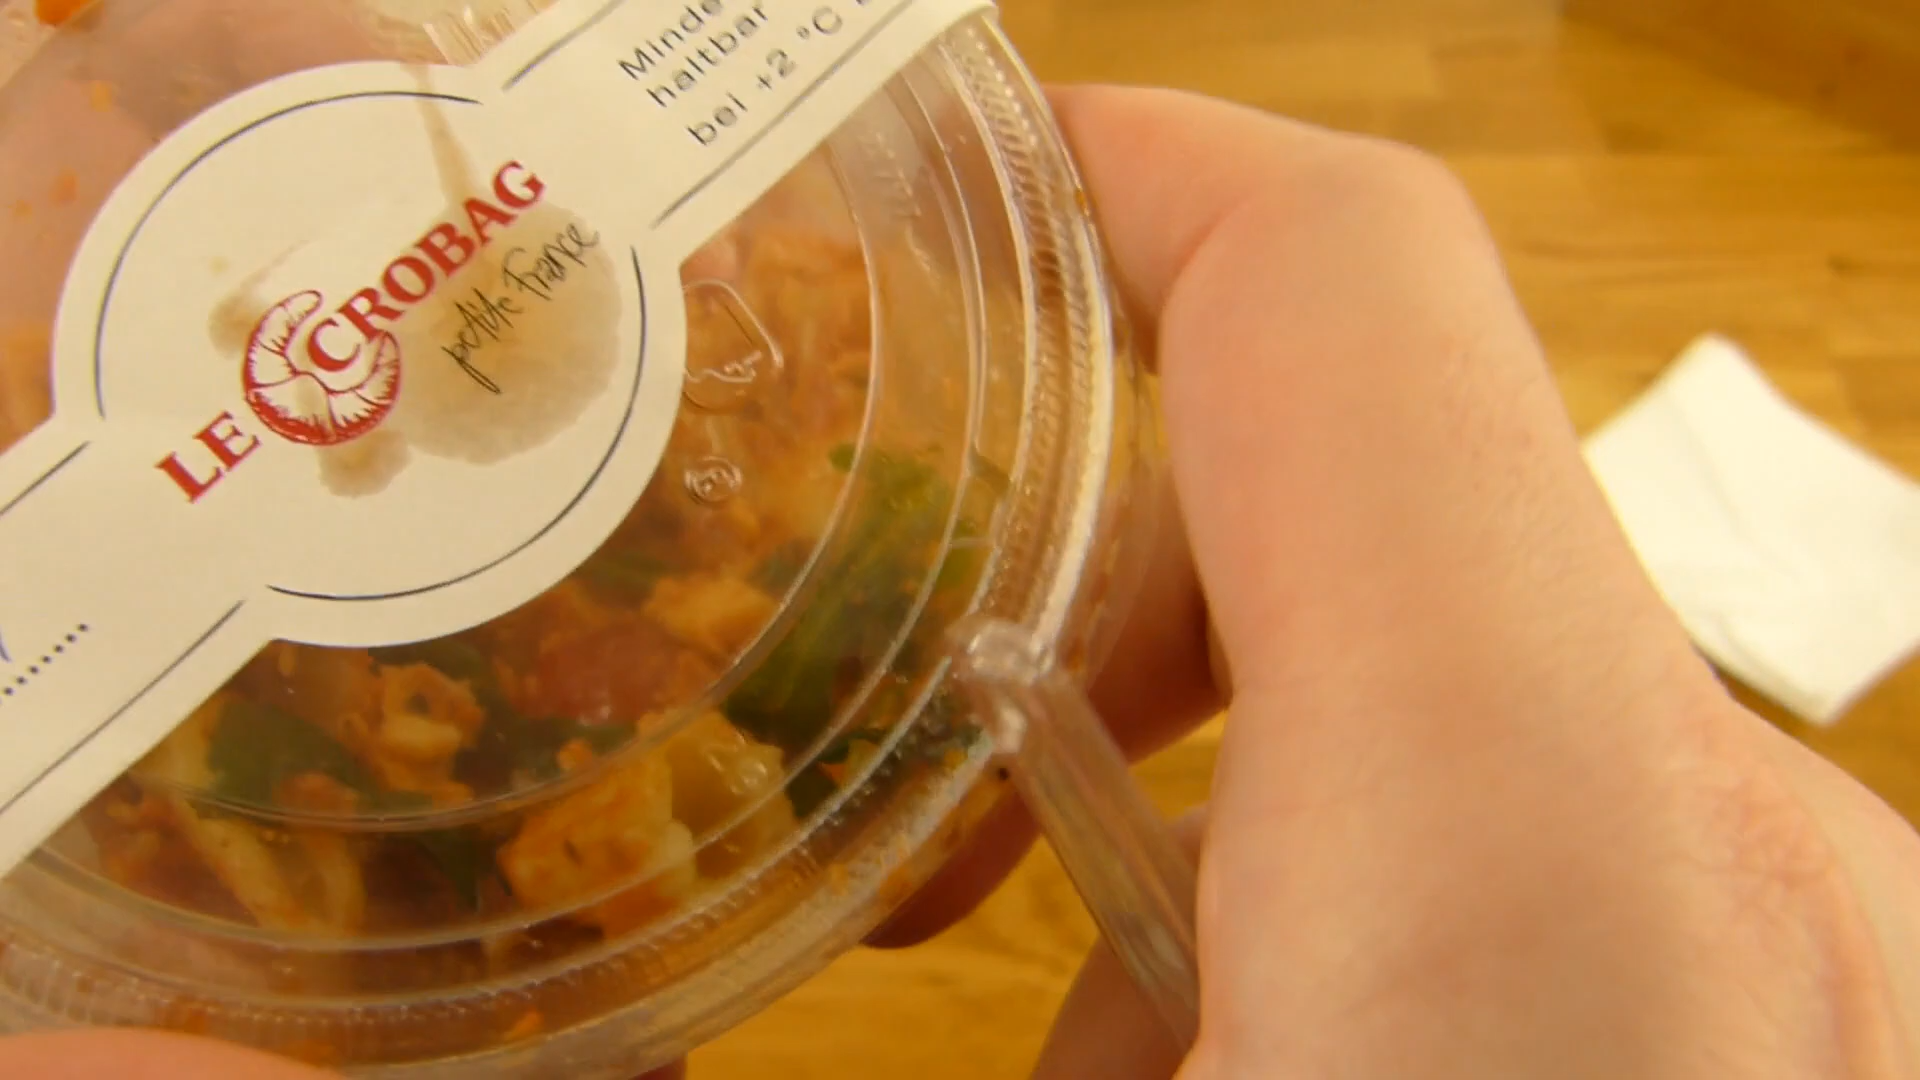 Minde
haltbar
bei +2 °C
LE CROBAG
petite France